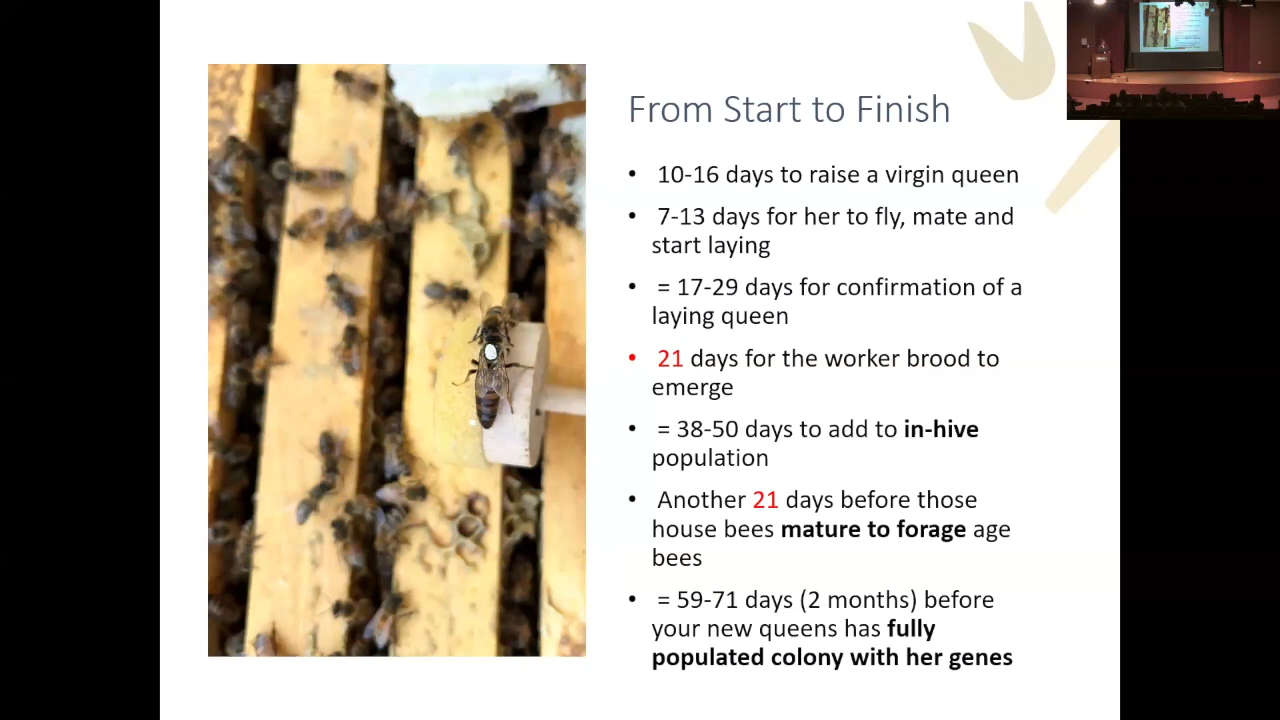 From Start to Finish
• 10-16 days to raise a virgin queen
• 7-13 days for her to fly, mate and
start laying
• = 17-29 days for confirmation of a
laying queen
• 21 days for the worker brood to
emerge
• = 38-50 days to add to in-hive
population
• Another 21 days before those
house bees mature to forage age
bees
• = 59-71 days (2 months) before
your new queens has fully
populated colony with her genes